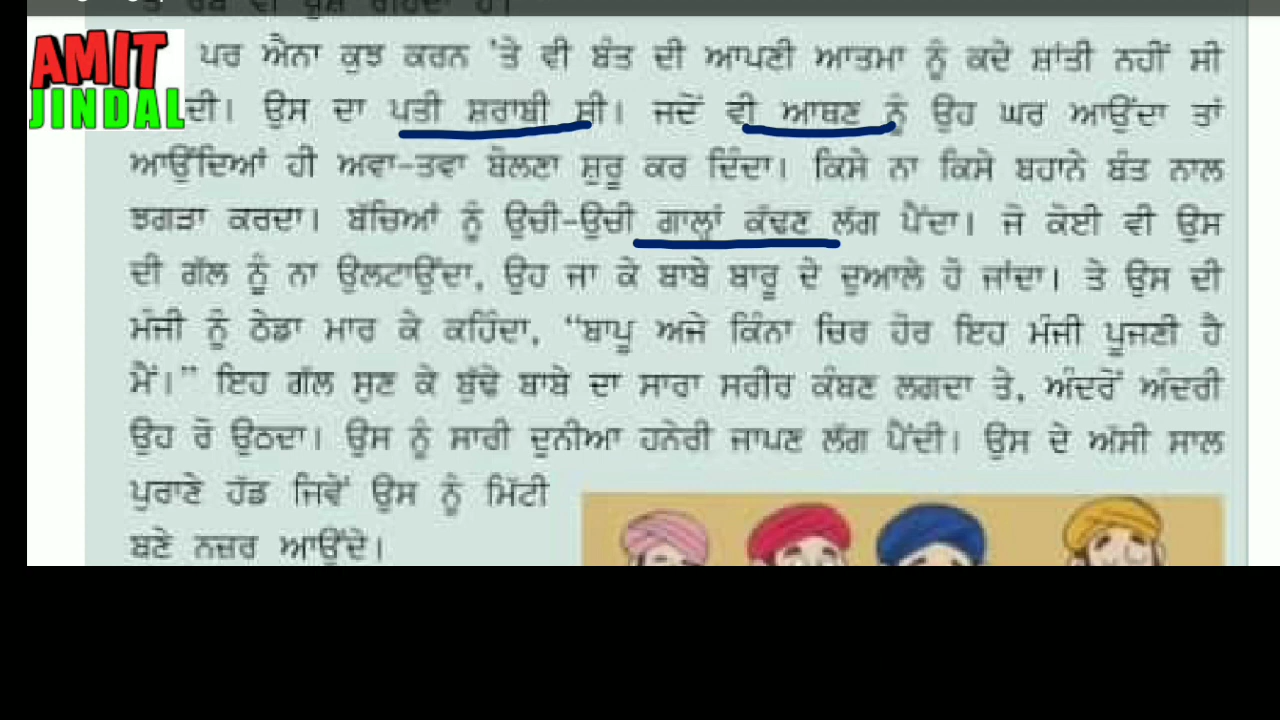 ਪਰ ਐਨਾ ਕੁਝ ਕਰਨ 'ਤੇ ਵੀ ਬੰਤ ਦੀ ਆਪਣੀ ਆਤਮਾ ਨੂੰ ਕਦੇ ਸ਼ਾਂਤੀ ਨਹੀਂ ਸੀ
AMIT
JINDAL
ਦੀ। ਉਸ ਦਾ ਪਤੀ ਸ਼ਰਾਬੀ ਸੀ। ਜਦੋਂ ਵੀ ਆਥਣ ਨੂੰ ਉਹ ਘਰ ਆਉਂਦਾ ਤਾਂ
ਆਉਂਦਿਆਂ ਹੀ ਅਵਾ-ਤਵਾ ਬੋਲਣਾ ਸ਼ੁਰੂ ਕਰ ਦਿੰਦਾ। ਕਿਸੇ ਨਾ ਕਿਸੇ ਬਹਾਨੇ ਬੰਤ ਨਾਲ
ਝਗੜਾ ਕਰਦਾ। ਬੱਚਿਆਂ ਨੂੰ ਉਚੀ-ਉਚੀ ਗਾਲ੍ਹਾਂ ਕੱਢਣ ਲੱਗ ਪੈਂਦਾ। ਜੋ ਕੋਈ ਵੀ ਉਸ
ਦੀ ਗੱਲ ਨੂੰ ਨਾ ਉਲਟਾਉਂਦਾ, ਉਹ ਜਾ ਕੇ ਬਾਬੇ ਬਾਰੂ ਦੇ ਦੁਆਲੇ ਹੋ ਜਾਂਦਾ। ਤੇ ਉਸ ਦੀ
ਮੰਜੀ ਨੂੰ ਠੇਡਾ ਮਾਰ ਕੇ ਕਹਿੰਦਾ, "ਬਾਪੂ ਅਜੇ ਕਿੰਨਾ ਚਿਰ ਹੋਰ ਇਹ ਮੰਜੀ ਪੂਜਣੀ ਹੈ
ਮੈਂ।" ਇਹ ਗੱਲ ਸੁਣ ਕੇ ਬੁੱਢੇ ਬਾਬੇ ਦਾ ਸਾਰਾ ਸਰੀਰ ਕੰਬਣ ਲਗਦਾ ਤੇ, ਅੰਦਰੋਂ ਅੰਦਰੀ
ਉਹ ਰੋ ਉਠਦਾ। ਉਸ ਨੂੰ ਸਾਰੀ ਦੁਨੀਆ ਹਨੇਰੀ ਜਾਪਣ ਲੱਗ ਪੈਂਦੀ। ਉਸ ਦੇ ਅੱਸੀ ਸਾਲ
ਪੁਰਾਣੇ ਹੱਡ ਜਿਵੇਂ ਉਸ ਨੂੰ ਮਿੱਟੀ
ਬਣੇ ਨਜ਼ਰ ਆਉਂਦੇ।